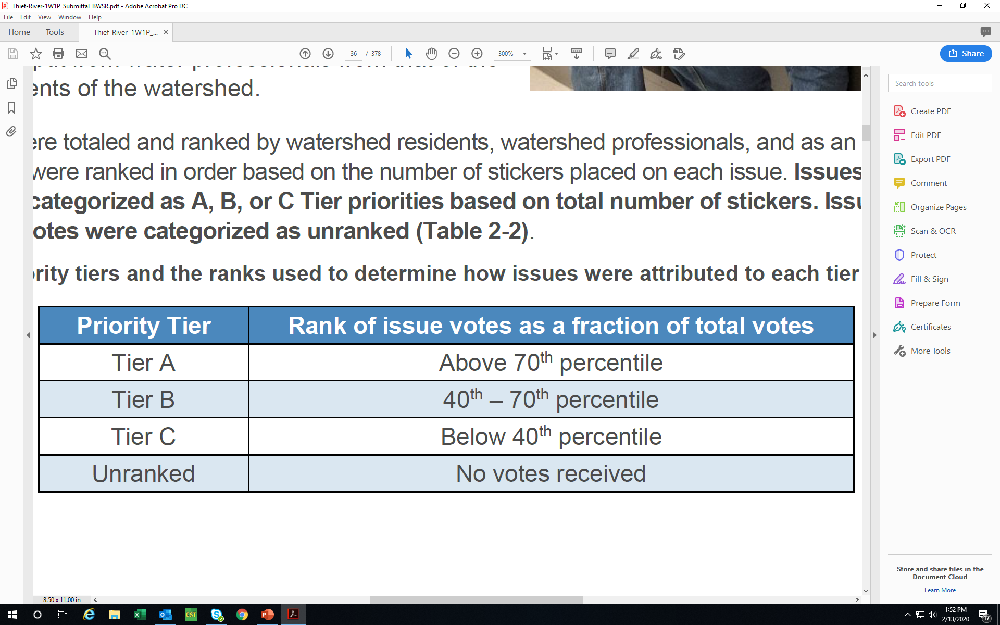 Thief-River-1W1P_Submittal_BWSR.pdf - Adobe Acrobat Pro DC
File Edit View Window Help
Home Tools Thief-River-1W1P_... ×
36 / 378 300% Share
ents of the watershed.
ere totaled and ranked by watershed residents, watershed professionals, and as an
were ranked in order based on the number of stickers placed on each issue. Issues
categorized as A, B, or C Tier priorities based on total number of stickers. Issu
otes were categorized as unranked (Table 2-2).
ority tiers and the ranks used to determine how issues were attributed to each tier
Priority Tier Rank of issue votes as a fraction of total votes
Tier A Above 70th percentile
Tier B 40th – 70th percentile
Tier C Below 40th percentile
Unranked No votes received
8.50 x 11.00 in
Search tools
Create PDF
Edit PDF
Export PDF
Comment
Organize Pages
Scan & OCR
Protect
Fill & Sign
Prepare Form
Certificates
More Tools
Store and share files in the
Document Cloud
Learn More
CST
1:52 PM
2/13/2020
17